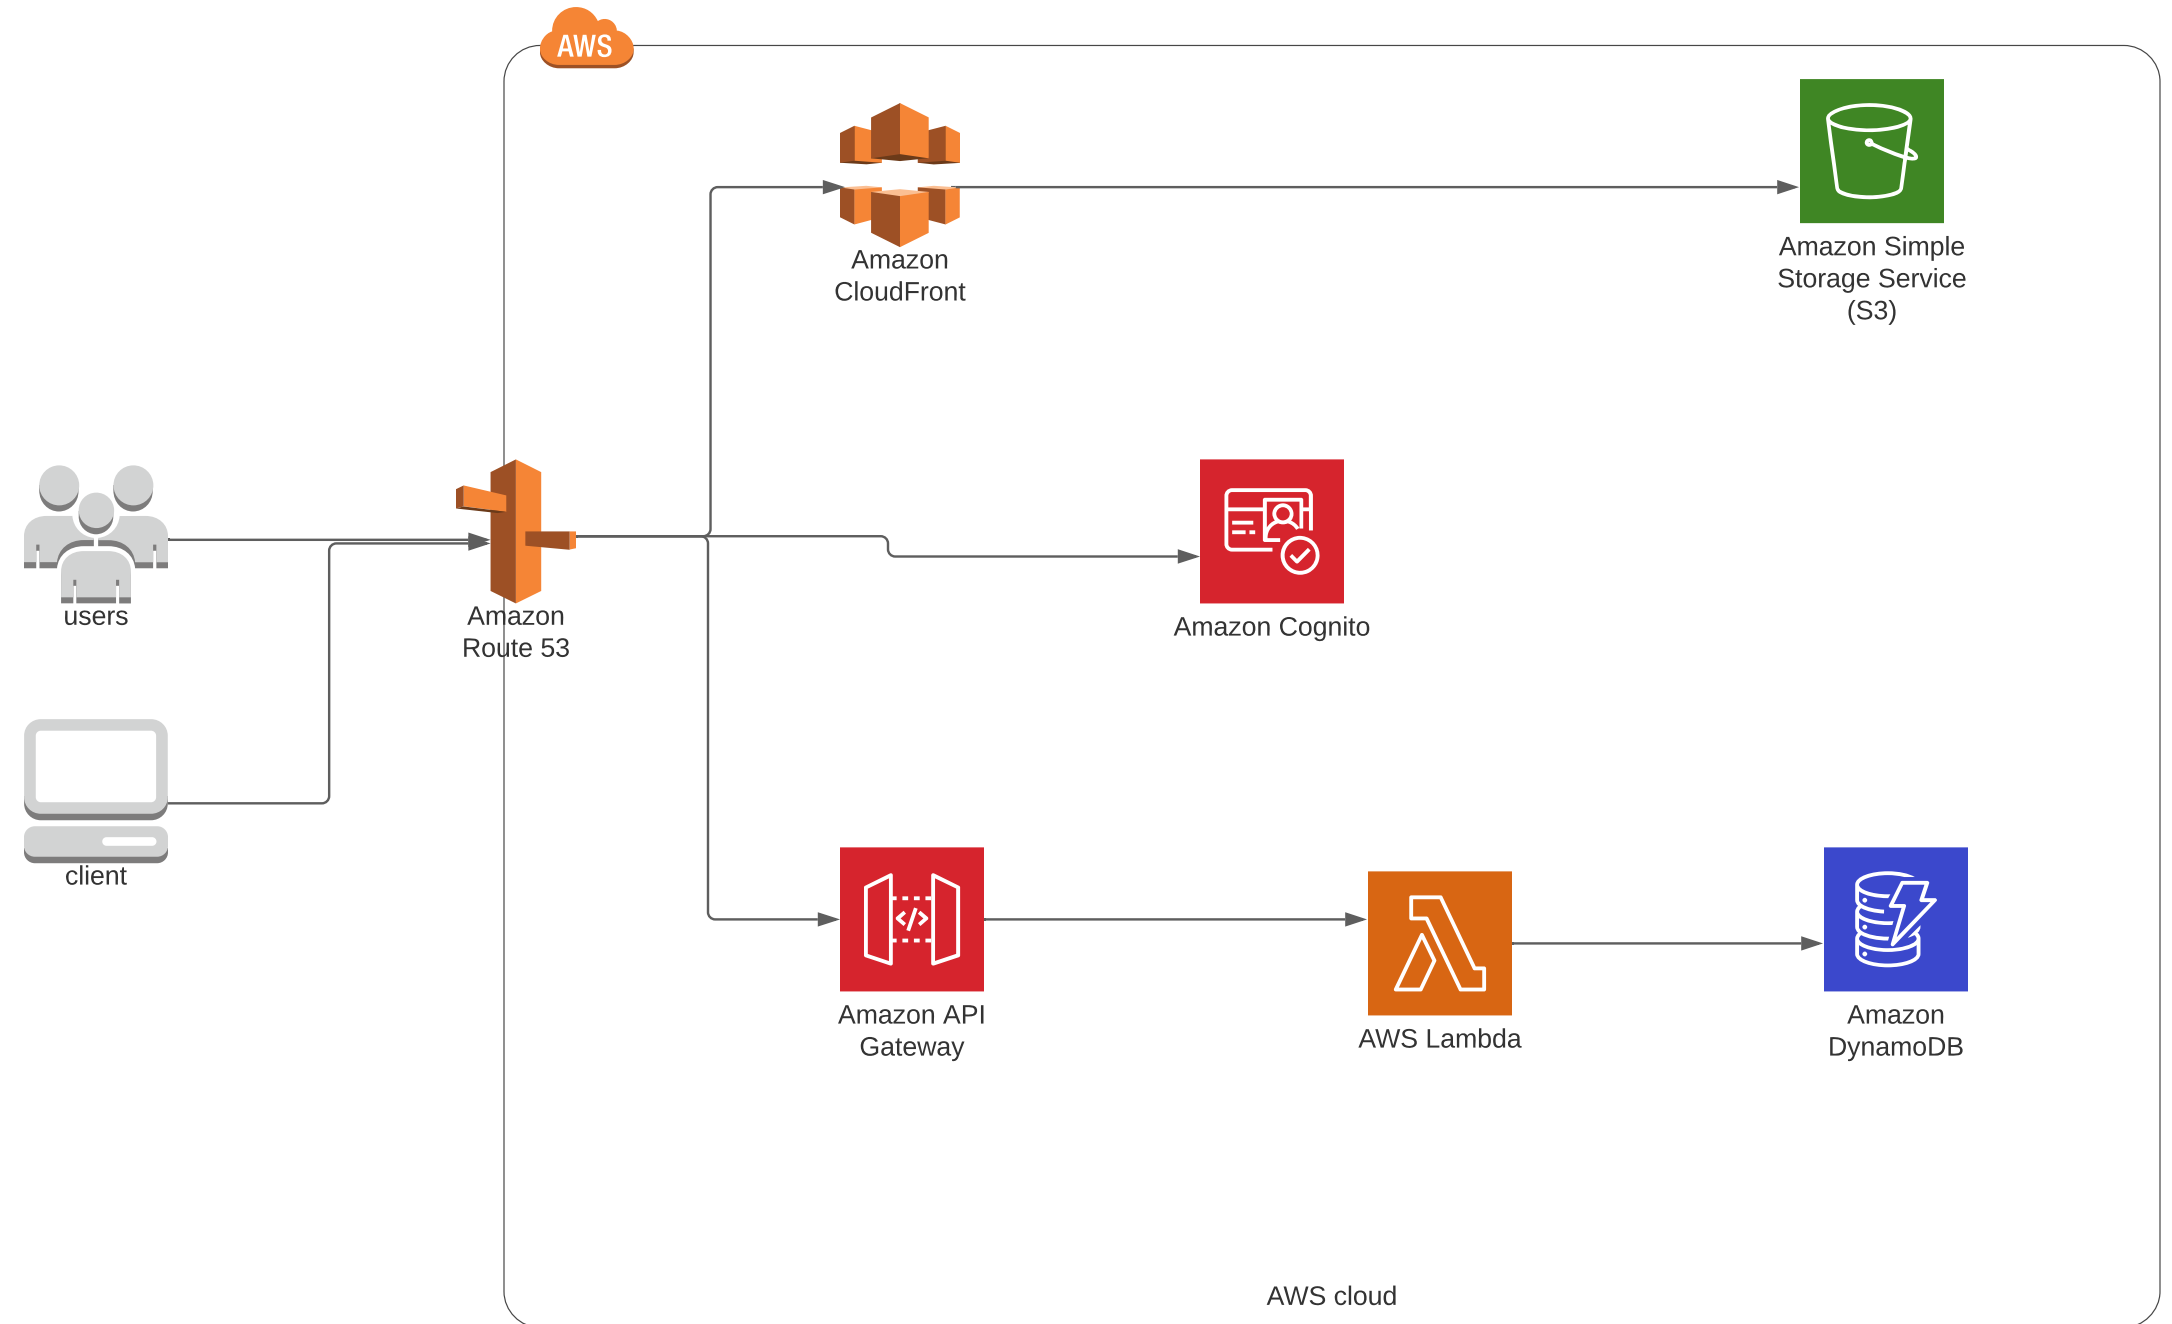 AWS
Amazon
CloudFront
Amazon Simple
Storage Service
(S3)
users
Amazon
Route 53
Amazon Cognito
client
Amazon API
Gateway
AWS Lambda
Amazon
DynamoDB
AWS cloud